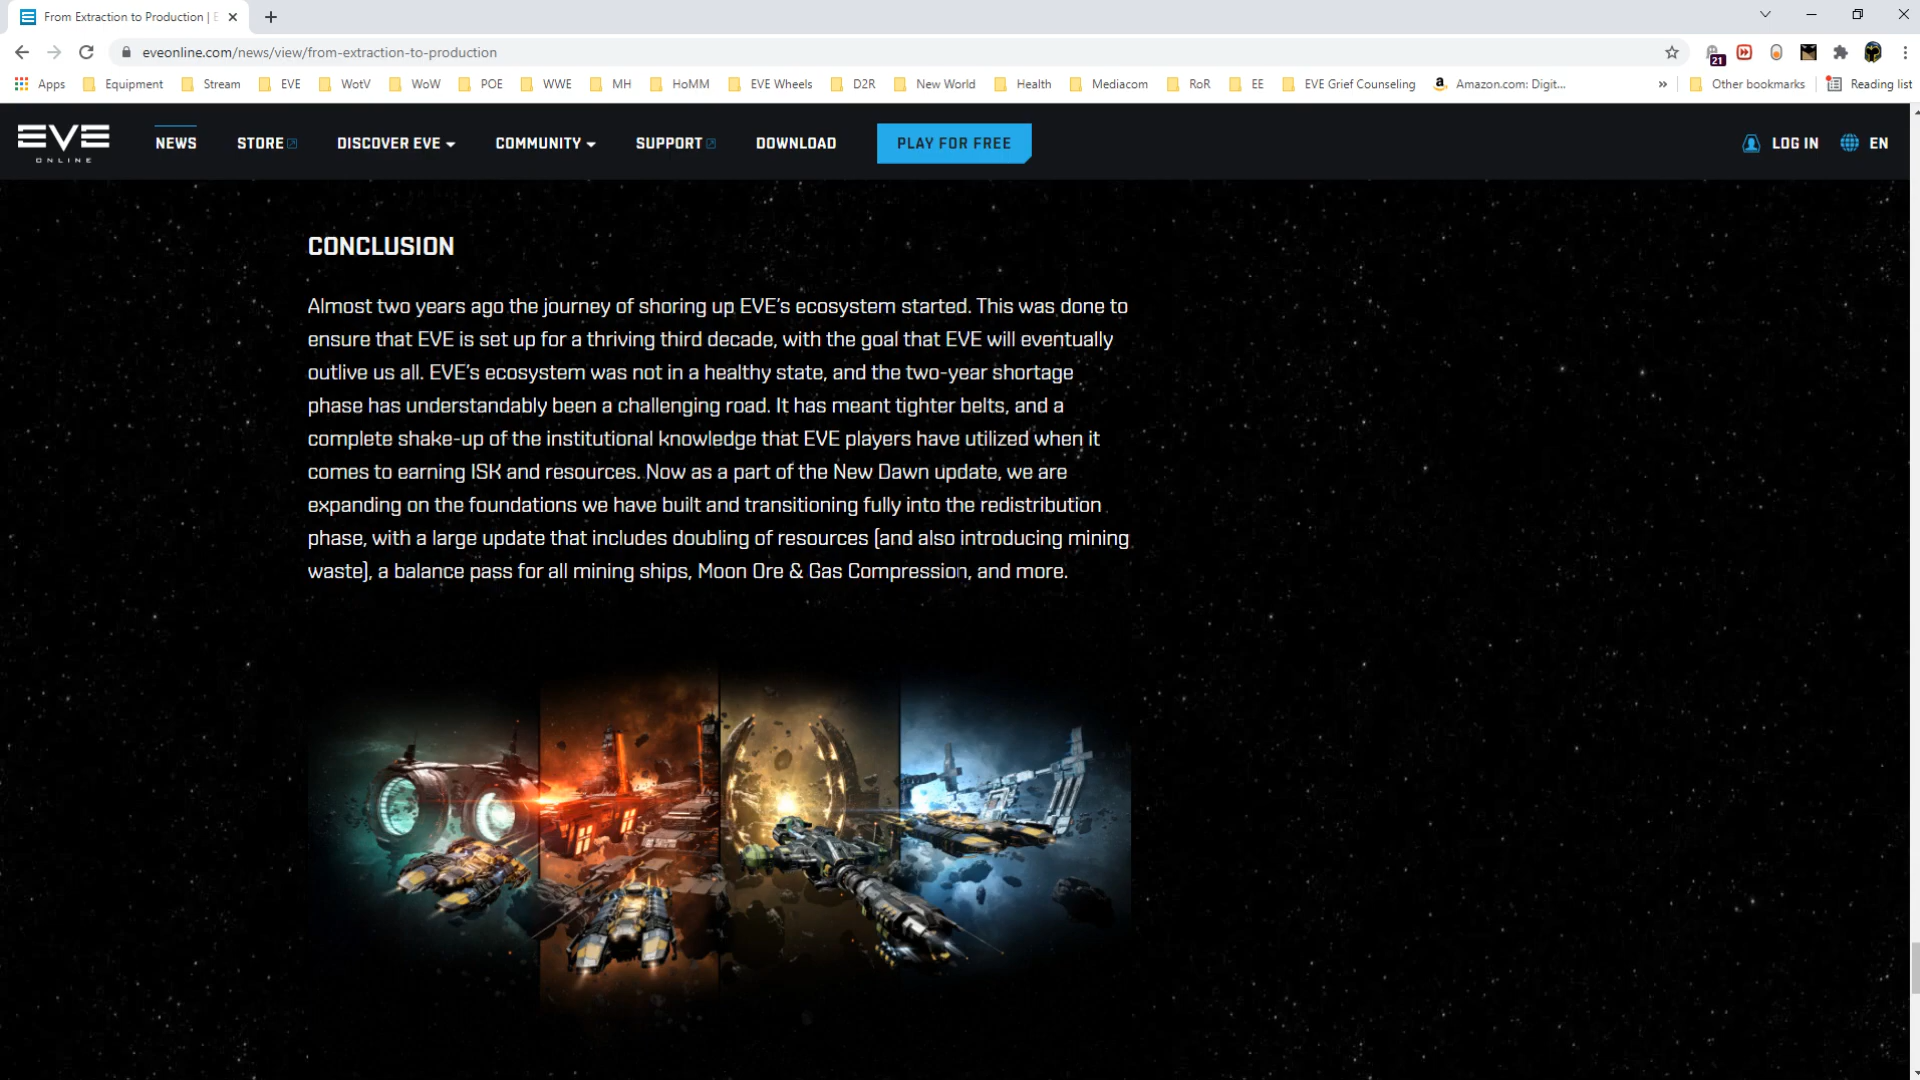 From Extraction to Production | E
eveonline.com/news/view/from-extraction-to-production
21
Apps
Equipment
Stream
EVE
WotV
WoW
POE
WWE
MH
HoMM
EVE Wheels
D2R
New World
Health
Mediacom
RoR
EE
EVE Grief Counseling
Amazon.com: Digit...
»
Other bookmarks
Reading list
EVE
ONLINE
NEWS
STORE
DISCOVER EVE
COMMUNITY
SUPPORT
DOWNLOAD
PLAY FOR FREE
LOG IN
EN
CONCLUSION
Almost two years ago the journey of shoring up EVE's ecosystem started. This was done to
ensure that EVE is set up for a thriving third decade, with the goal that EVE will eventually
outlive us all. EVE's ecosystem was not in a healthy state, and the two-year shortage
phase has understandably been a challenging road. It has meant tighter belts, and a
complete shake-up of the institutional knowledge that EVE players have utilized when it
comes to earning ISK and resources. Now as a part of the New Dawn update, we are
expanding on the foundations we have built and transitioning fully into the redistribution
phase, with a large update that includes doubling of resources (and also introducing mining
waste), a balance pass for all mining ships, Moon Ore & Gas Compression, and more.